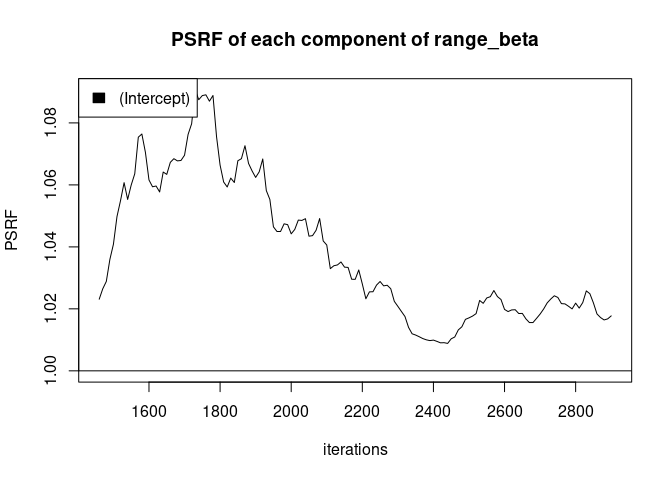 PSRF of each component of range_beta
(Intercept)
PSRF
1.08
1.06
1.04
1.02
1.00
1600 1800 2000 2200 2400 2600 2800
iterations